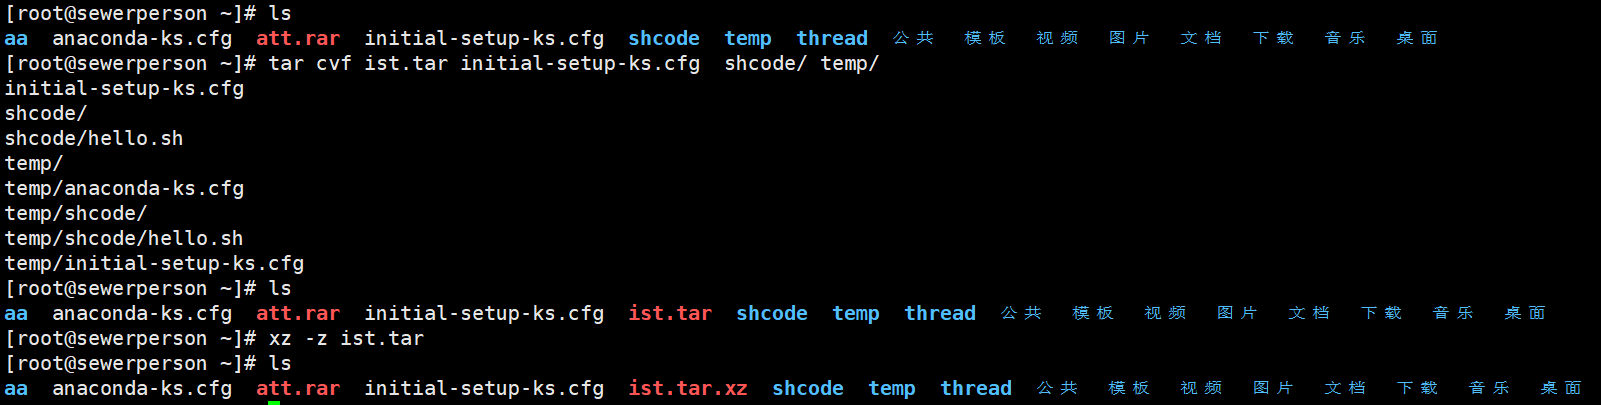 [root@sewerperson ~]# ls
aa  anaconda-ks.cfg  att.rar  initial-setup-ks.cfg  shcode  temp  thread  公共  模板  视频  图片  文档  下载  音乐  桌面
[root@sewerperson ~]# tar cvf ist.tar initial-setup-ks.cfg  shcode/ temp/
initial-setup-ks.cfg
shcode/
shcode/hello.sh
temp/
temp/anaconda-ks.cfg
temp/shcode/
temp/shcode/hello.sh
temp/initial-setup-ks.cfg
[root@sewerperson ~]# ls
aa  anaconda-ks.cfg  att.rar  initial-setup-ks.cfg  ist.tar  shcode  temp  thread  公共  模板  视频  图片  文档  下载  音乐  桌面
[root@sewerperson ~]# xz -z ist.tar
[root@sewerperson ~]# ls
aa  anaconda-ks.cfg  att.rar  initial-setup-ks.cfg  ist.tar.xz  shcode  temp  thread  公共  模板  视频  图片  文档  下载  音乐  桌面